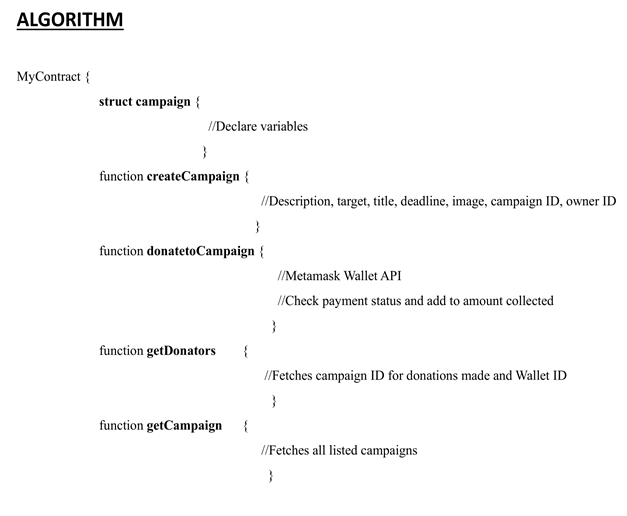 ALGORITHM
MyContract {
struct campaign {
//Declare variables
}
function createCampaign {
//Description, target, title, deadline, image, campaign ID, owner ID
}
function donatetoCampaign {
//Metamask Wallet API
//Check payment status and add to amount collected
}
function getDonators {
//Fetches campaign ID for donations made and Wallet ID
}
function getCampaign {
//Fetches all listed campaigns
}